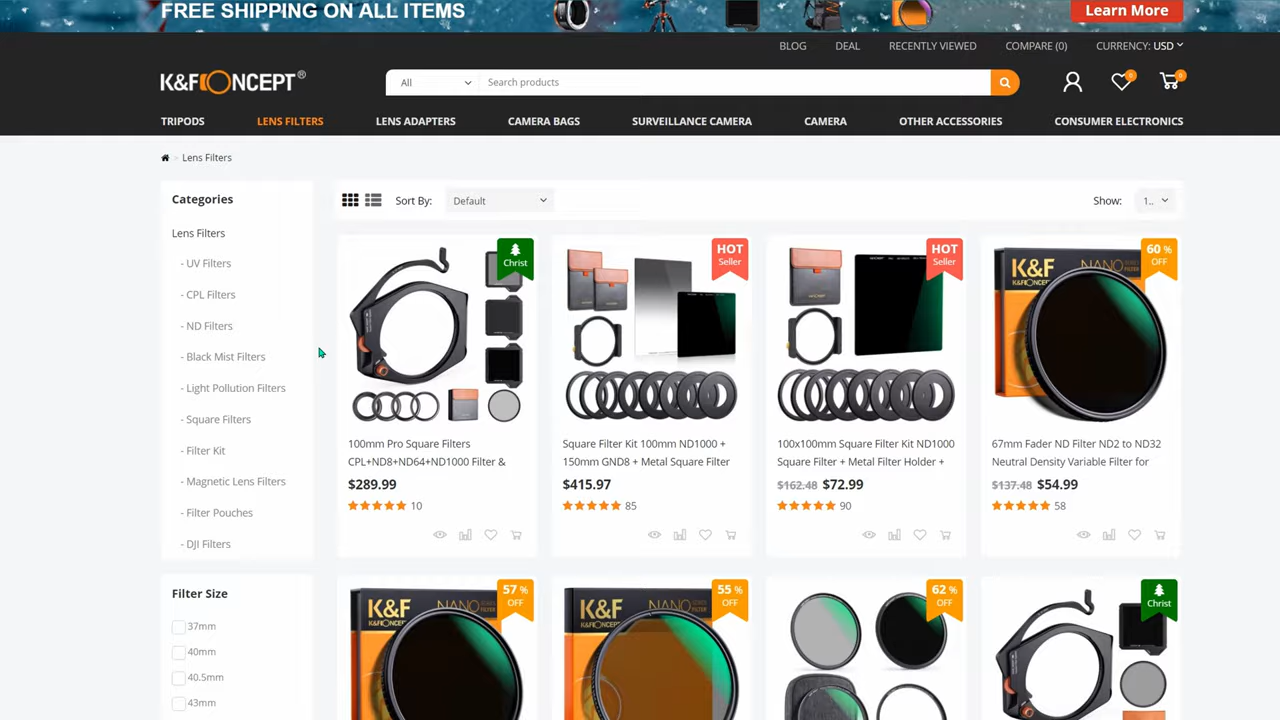 FREE SHIPPING ON ALL ITEMS
Learn More
BLOG DEAL RECENTLY VIEWED COMPARE (0) CURRENCY: USD
K&F CONCEPT®
All
Search products
0
0
TRIPODS LENS FILTERS LENS ADAPTERS CAMERA BAGS SURVEILLANCE CAMERA CAMERA OTHER ACCESSORIES CONSUMER ELECTRONICS
> Lens Filters
Categories
Lens Filters
- UV Filters
- CPL Filters
- ND Filters
- Black Mist Filters
- Light Pollution Filters
- Square Filters
- Filter Kit
- Magnetic Lens Filters
- Filter Pouches
- DJI Filters
Filter Size
37mm
40mm
40.5mm
43mm
Sort By: Default
Show: 1..
Christ
100mm Pro Square Filters
CPL+ND8+ND64+ND1000 Filter &
$289.99
10
HOT
Seller
Square Filter Kit 100mm ND1000 +
150mm GND8 + Metal Square Filter
$415.97
85
HOT
Seller
100x100mm Square Filter Kit ND1000
Square Filter + Metal Filter Holder +
$162.48 $72.99
90
60 %
OFF
K&F
CONCEPT
67mm Fader ND Filter ND2 to ND32
Neutral Density Variable Filter for
$137.48 $54.99
58
57 %
OFF
K&F
CONCEPT
55 %
OFF
K&F
CONCEPT
62 %
OFF
Christ